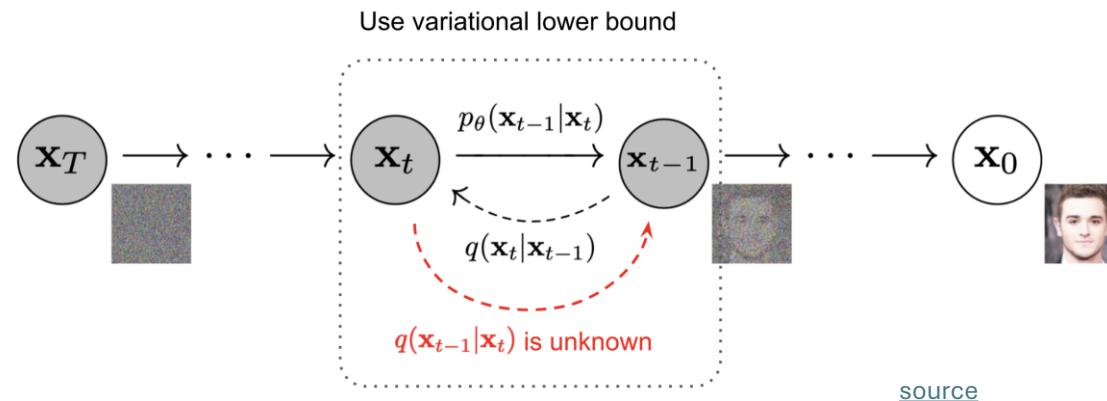 Use variational lower bound
p_θ(x_{t−1}|x_t)
x_T ⋯ x_t x_{t−1} ⋯ x_0
q(x_t|x_{t−1})
q(x_{t−1}|x_t) is unknown
source